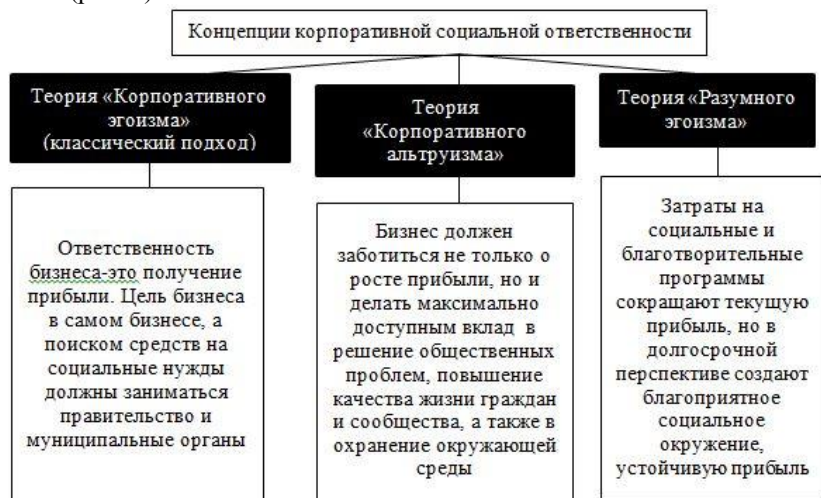 Концепции корпоративной социальной ответственности
Теория «Корпоративного
эгоизма»
(классический подход)
Теория
«Корпоративного
альтруизма»
Теория «Разумного
эгоизма»
Ответственность
бизнеса-это получение
прибыли. Цель бизнеса
в самом бизнесе, а
поиском средств на
социальные нужды
должны заниматься
правительство и
муниципальные органы
Бизнес должен
заботиться не только о
росте прибыли, но и
делать максимально
доступным вклад в
решение общественных
проблем, повышение
качества жизни граждан
и сообщества, а также в
охранение окружающей
среды
Затраты на
социальные и
благотворительные
программы
сокращают текущую
прибыль, но в
долгосрочной
перспективе создают
благоприятное
социальное
окружение,
устойчивую прибыль